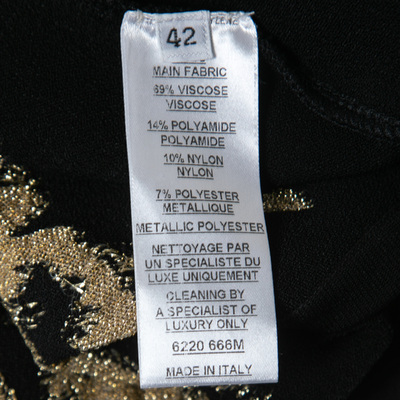 42
MAIN FABRIC
69% VISCOSE
VISCOSE
14% POLYAMIDE
POLYAMIDE
10% NYLON
NYLON
7% POLYESTER
METALLIQUE
METALLIC POLYESTER
NETTOYAGE PAR
UN SPECIALISTE DU
LUXE UNIQUEMENT
CLEANING BY
A SPECIALIST OF
LUXURY ONLY
6220 666M
MADE IN ITALY